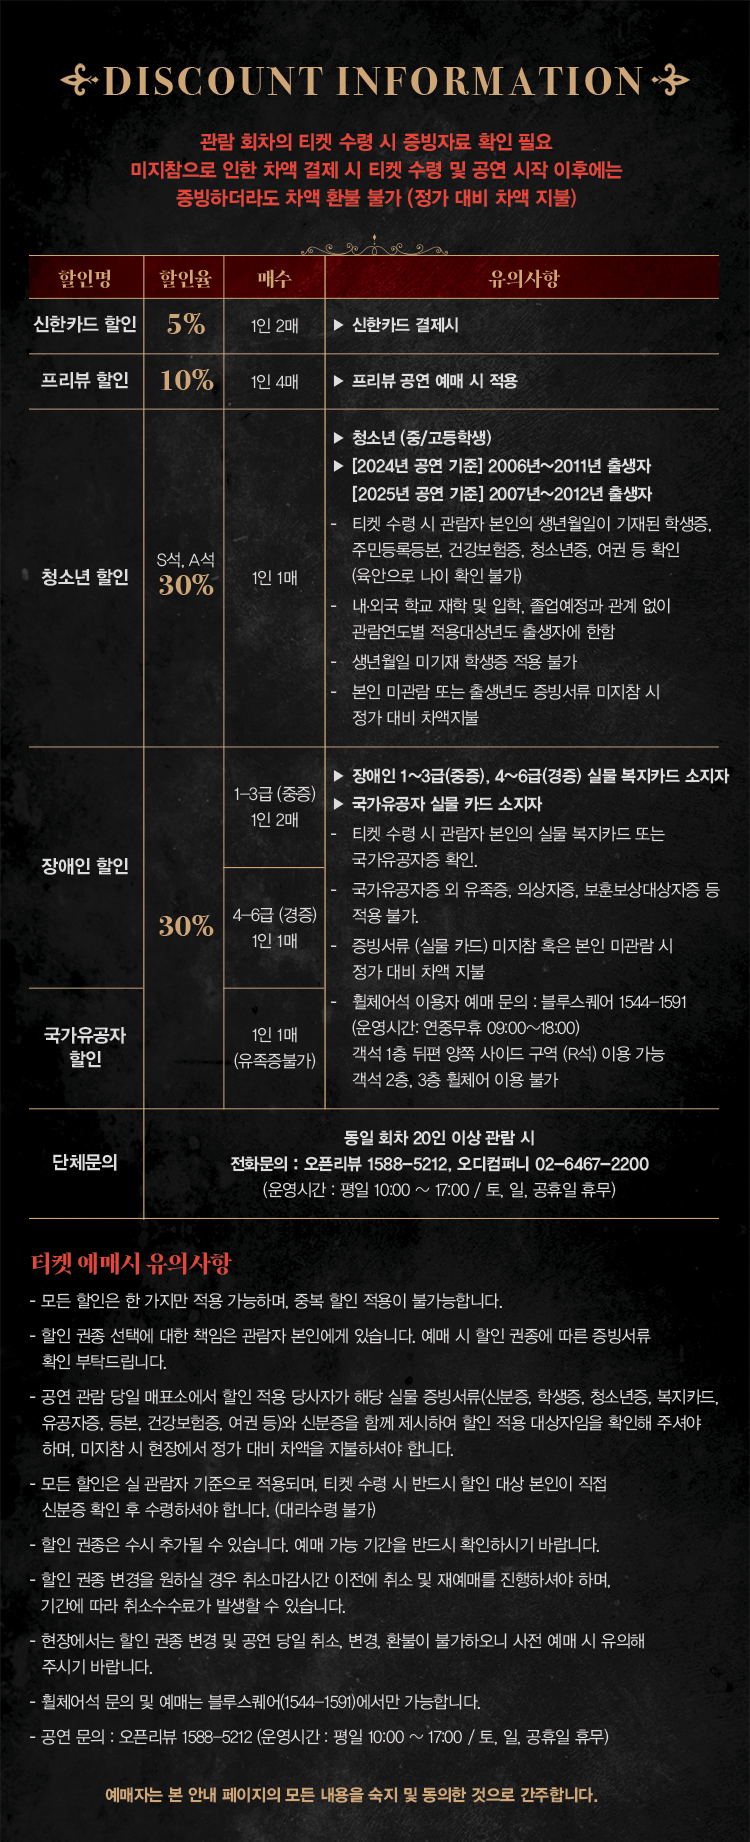 DISCOUNT INFORMATION
관람 회차의 티켓 수령 시 증빙자료 확인 필요
미지참으로 인한 차액 결제 시 티켓 수령 및 공연 시작 이후에는
증빙하더라도 차액 환불 불가 (정가 대비 차액 지불)
할인명 할인율 매수 유의사항
신한카드 할인 5% 1인 2매 ▶ 신한카드 결제시
프리뷰 할인 10% 1인 4매 ▶ 프리뷰 공연 예매 시 적용
청소년 할인
S석, A석
30%
1인 1매
▶ 청소년 (중/고등학생)
▶ [2024년 공연 기준] 2006년~2011년 출생자
[2025년 공연 기준] 2007년~2012년 출생자
- 티켓 수령 시 관람자 본인의 생년월일이 기재된 학생증,
주민등록등본, 건강보험증, 청소년증, 여권 등 확인
(육안으로 나이 확인 불가)
- 내·외국 학교 재학 및 입학, 졸업예정과 관계 없이
관람연도별 적용대상년도 출생자에 한함
- 생년월일 미기재 학생증 적용 불가
- 본인 미관람 또는 출생년도 증빙서류 미지참 시
정가 대비 차액지불
장애인 할인
국가유공자
할인
30%
1-3급 (중증)
1인 2매
4-6급 (경증)
1인 1매
1인 1매
(유족증불가)
▶ 장애인 1~3급(중증), 4~6급(경증) 실물 복지카드 소지자
▶ 국가유공자 실물 카드 소지자
- 티켓 수령 시 관람자 본인의 실물 복지카드 또는
국가유공자증 확인.
- 국가유공자증 외 유족증, 의상자증, 보훈보상대상자증 등
적용 불가.
- 증빙서류 (실물 카드) 미지참 혹은 본인 미관람 시
정가 대비 차액 지불
- 휠체어석 이용자 예매 문의 : 블루스퀘어 1544-1591
(운영시간: 연중무휴 09:00~18:00)
객석 1층 뒤편 양쪽 사이드 구역 (R석) 이용 가능
객석 2층, 3층 휠체어 이용 불가
단체문의
동일 회차 20인 이상 관람 시
전화문의 : 오픈리뷰 1588-5212, 오디컴퍼니 02-6467-2200
(운영시간 : 평일 10:00 ~ 17:00 / 토, 일, 공휴일 휴무)
티켓 예매시 유의사항
- 모든 할인은 한 가지만 적용 가능하며, 중복 할인 적용이 불가능합니다.
- 할인 권종 선택에 대한 책임은 관람자 본인에게 있습니다. 예매 시 할인 권종에 따른 증빙서류
확인 부탁드립니다.
- 공연 관람 당일 매표소에서 할인 적용 당사자가 해당 실물 증빙서류(신분증, 학생증, 청소년증, 복지카드,
유공자증, 등본, 건강보험증, 여권 등)와 신분증을 함께 제시하여 할인 적용 대상자임을 확인해 주셔야
하며, 미지참 시 현장에서 정가 대비 차액을 지불하셔야 합니다.
- 모든 할인은 실 관람자 기준으로 적용되며, 티켓 수령 시 반드시 할인 대상 본인이 직접
신분증 확인 후 수령하셔야 합니다. (대리수령 불가)
- 할인 권종은 수시 추가될 수 있습니다. 예매 가능 기간을 반드시 확인하시기 바랍니다.
- 할인 권종 변경을 원하실 경우 취소마감시간 이전에 취소 및 재예매를 진행하셔야 하며,
기간에 따라 취소수수료가 발생할 수 있습니다.
- 현장에서는 할인 권종 변경 및 공연 당일 취소, 변경, 환불이 불가하오니 사전 예매 시 유의해
주시기 바랍니다.
- 휠체어석 문의 및 예매는 블루스퀘어(1544-1591)에서만 가능합니다.
- 공연 문의 : 오픈리뷰 1588-5212 (운영시간 : 평일 10:00 ~ 17:00 / 토, 일, 공휴일 휴무)
예매자는 본 안내 페이지의 모든 내용을 숙지 및 동의한 것으로 간주합니다.